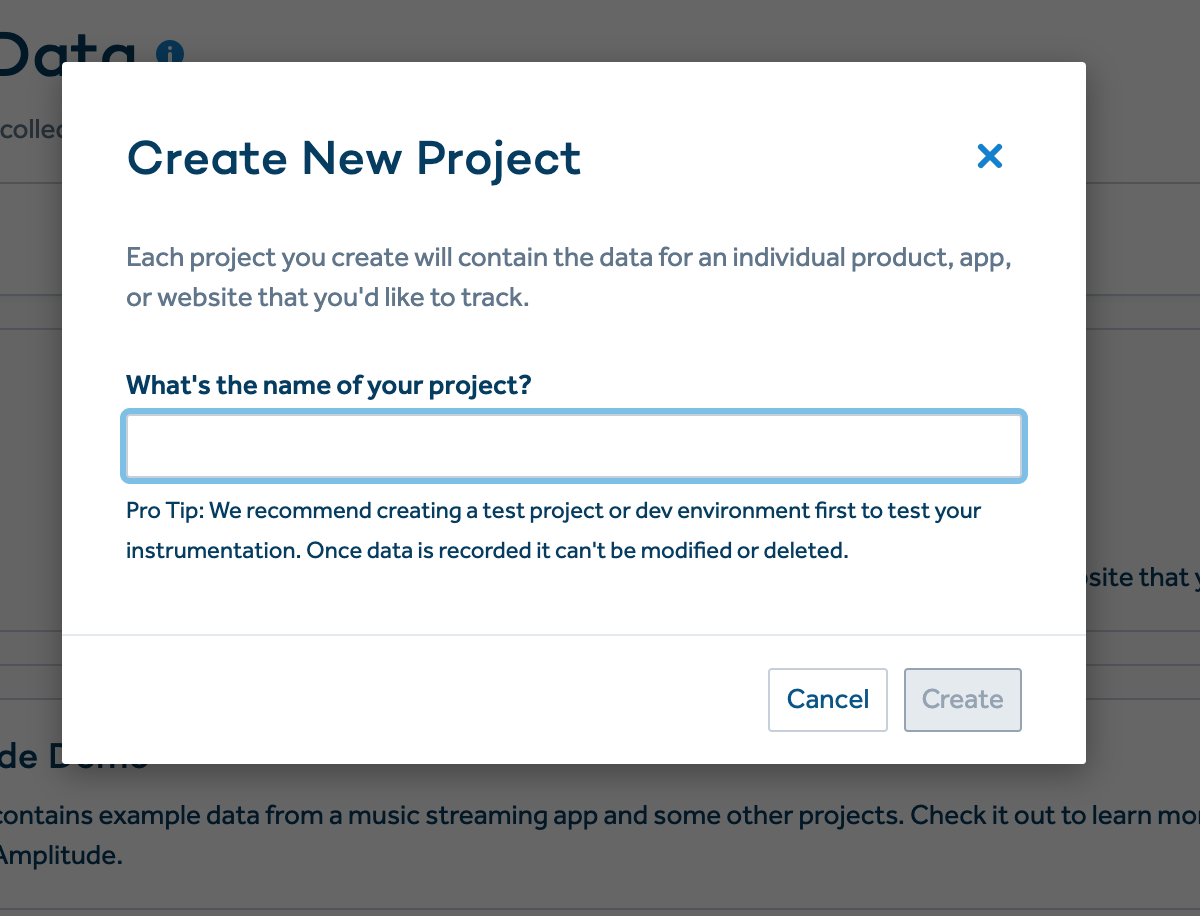 Data
collec
Create New Project
Each project you create will contain the data for an individual product, app,
or website that you'd like to track.
What's the name of your project?
Pro Tip: We recommend creating a test project or dev environment first to test your
instrumentation. Once data is recorded it can't be modified or deleted.
site that y
Cancel
Create
de Demo
contains example data from a music streaming app and some other projects. Check it out to learn mo
Amplitude.